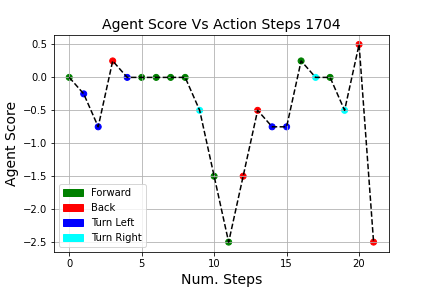 Agent Score Vs Action Steps 1704
Agent Score
0.5
0.0
−0.5
−1.0
−1.5
−2.0
−2.5
Forward
Back
Turn Left
Turn Right
0 5 10 15 20
Num. Steps